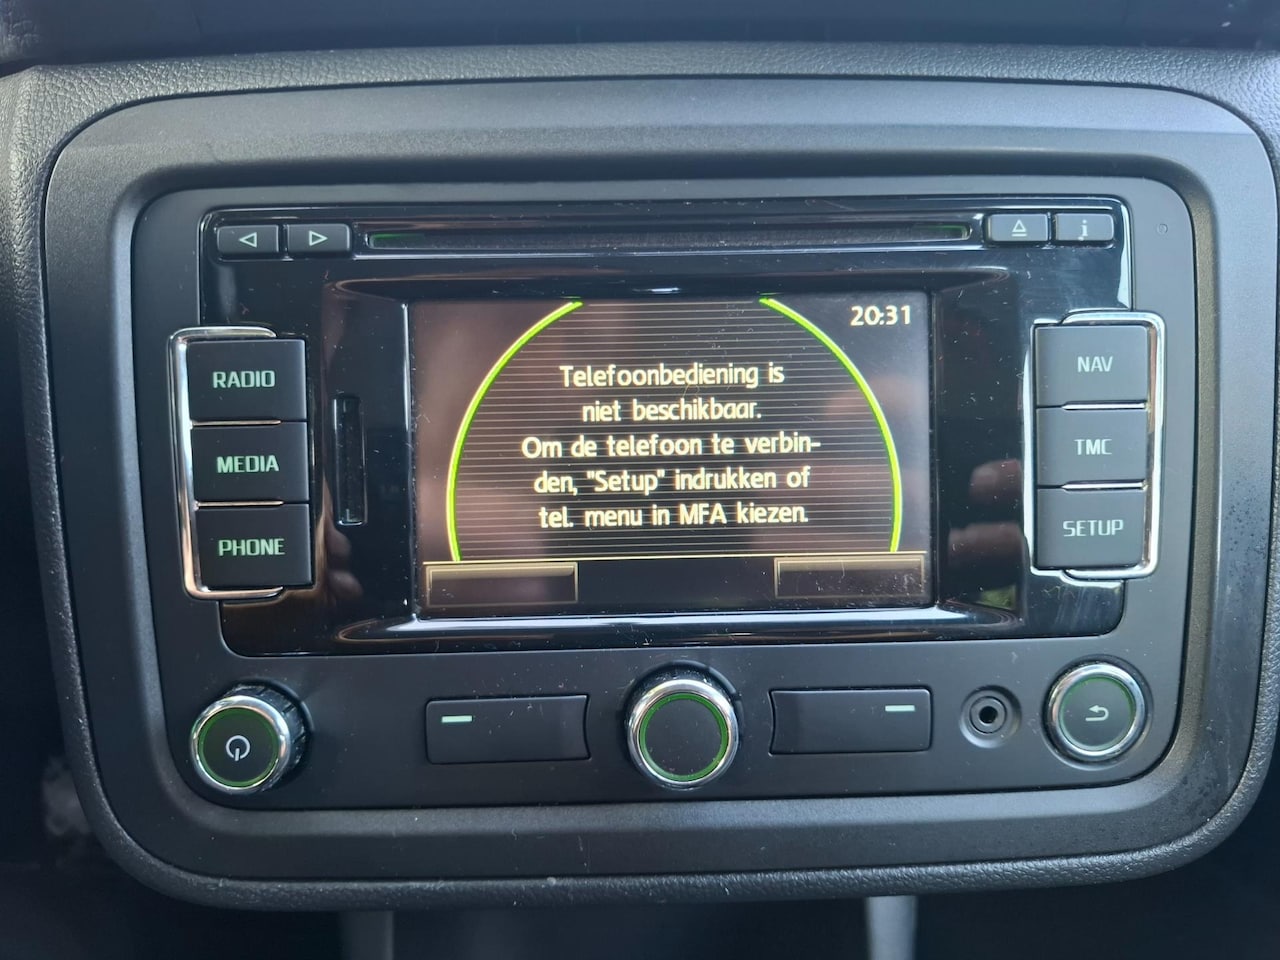 i
20:31
RADIO
MEDIA
PHONE
Telefoonbediening is
niet beschikbaar.
Om de telefoon te verbin-
den, "Setup" indrukken of
tel. menu in MFA kiezen.
NAV
TMC
SETUP